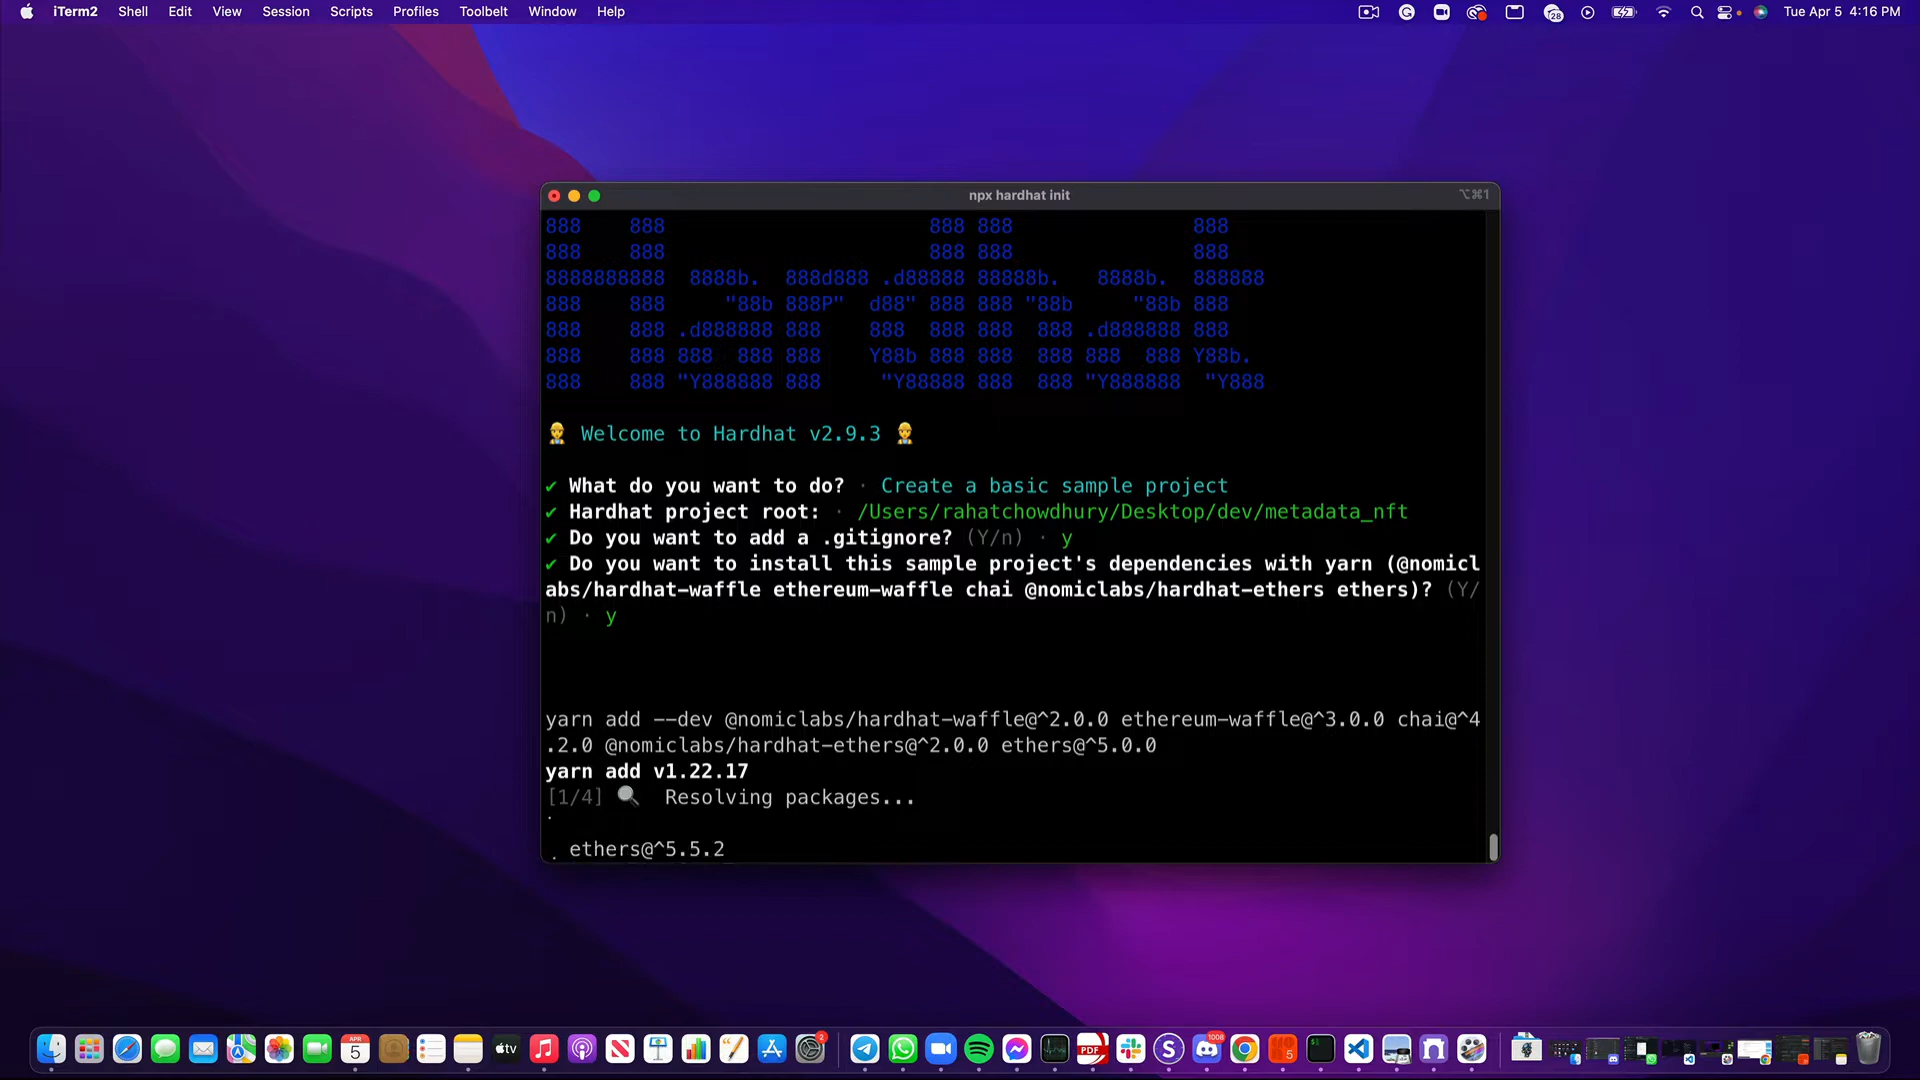 iTerm2 Shell Edit View Session Scripts Profiles Toolbelt Window Help 28 Tue Apr 5 4:16 PM
npx hardhat init ⌥⌘1
888    888                      888 888               888
888    888                      888 888               888
8888888888  8888b.  888d888 .d88888 88888b.   8888b.  888888
888    888     "88b 888P"  d88" 888 888 "88b     "88b 888
888    888 .d888888 888    888  888 888  888 .d888888 888
888    888 888  888 888    Y88b 888 888  888 888  888 Y88b.
888    888 "Y888888 888     "Y88888 888  888 "Y888888  "Y888
👷 Welcome to Hardhat v2.9.3 👷
✔ What do you want to do? · Create a basic sample project
✔ Hardhat project root: · /Users/rahatchowdhury/Desktop/dev/metadata_nft
✔ Do you want to add a .gitignore? (Y/n) · y
✔ Do you want to install this sample project's dependencies with yarn (@nomicl
abs/hardhat-waffle ethereum-waffle chai @nomiclabs/hardhat-ethers ethers)? (Y/
n) · y
yarn add --dev @nomiclabs/hardhat-waffle@^2.0.0 ethereum-waffle@^3.0.0 chai@^4
.2.0 @nomiclabs/hardhat-ethers@^2.0.0 ethers@^5.0.0
yarn add v1.22.17
[1/4] 🔍 Resolving packages...
ethers@^5.5.2
APR
5
tv
2
PDF
S
1008
5